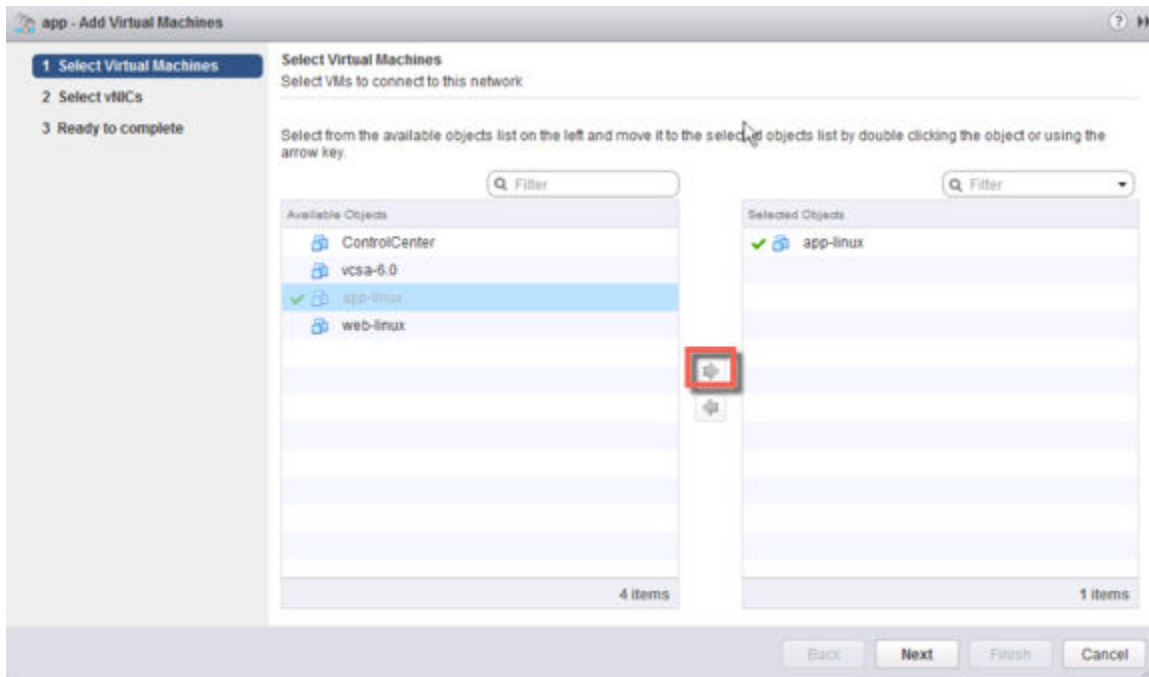 app - Add Virtual Machines
1 Select Virtual Machines
2 Select vNICs
3 Ready to complete
Select Virtual Machines
Select VMs to connect to this network
Select from the available objects list on the left and move it to the selected objects list by double clicking the object or using the
arrow key.
Filter
Filter
Available Objects
ControlCenter
vcsa-6.0
app-linux
web-linux
4 items
Selected Objects
app-linux
1 items
Back
Next
Finish
Cancel